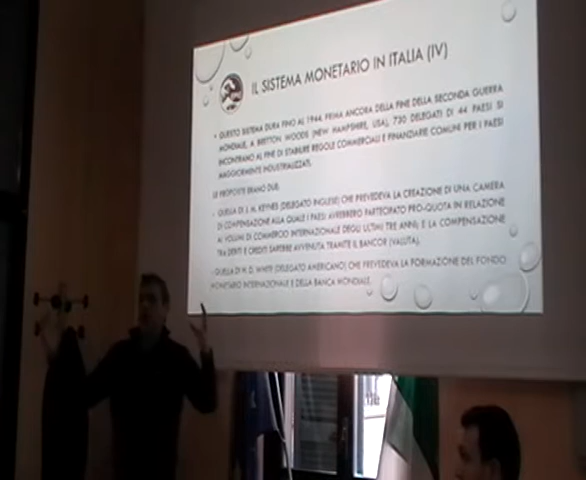 IL SISTEMA MONETARIO IN ITALIA (IV)
• QUESTO SISTEMA DURA FINO AL 1944. PRIMA ANCORA DELLA FINE DELLA SECONDA GUERRA
MONDIALE, A BRETTON WOODS (NEW HAMPSHIRE, USA), 730 DELEGATI DI 44 PAESI SI
INCONTRANO AL FINE DI STABILIRE REGOLE COMMERCIALI E FINANZIARIE COMUNI PER I PAESI
MAGGIORMENTE INDUSTRIALIZZATI.
LE PROPOSTE ERANO DUE:
- QUELLA DI J. M. KEYNES (DELEGATO INGLESE) CHE PREVEDEVA LA CREAZIONE DI UNA CAMERA
DI COMPENSAZIONE ALLA QUALE I PAESI AVREBBERO PARTECIPATO PRO-QUOTA IN RELAZIONE
AI VOLUMI DI COMMERCIO INTERNAZIONALE DEGLI ULTIMI TRE ANNI; E LA COMPENSAZIONE
TRA DEBITI E CREDITI SAREBBE AVVENUTA TRAMITE IL BANCOR (VALUTA).
- QUELLA DI H. D. WHITE (DELEGATO AMERICANO) CHE PREVEDEVA LA FORMAZIONE DEL FONDO
MONETARIO INTERNAZIONALE E DELLA BANCA MONDIALE.